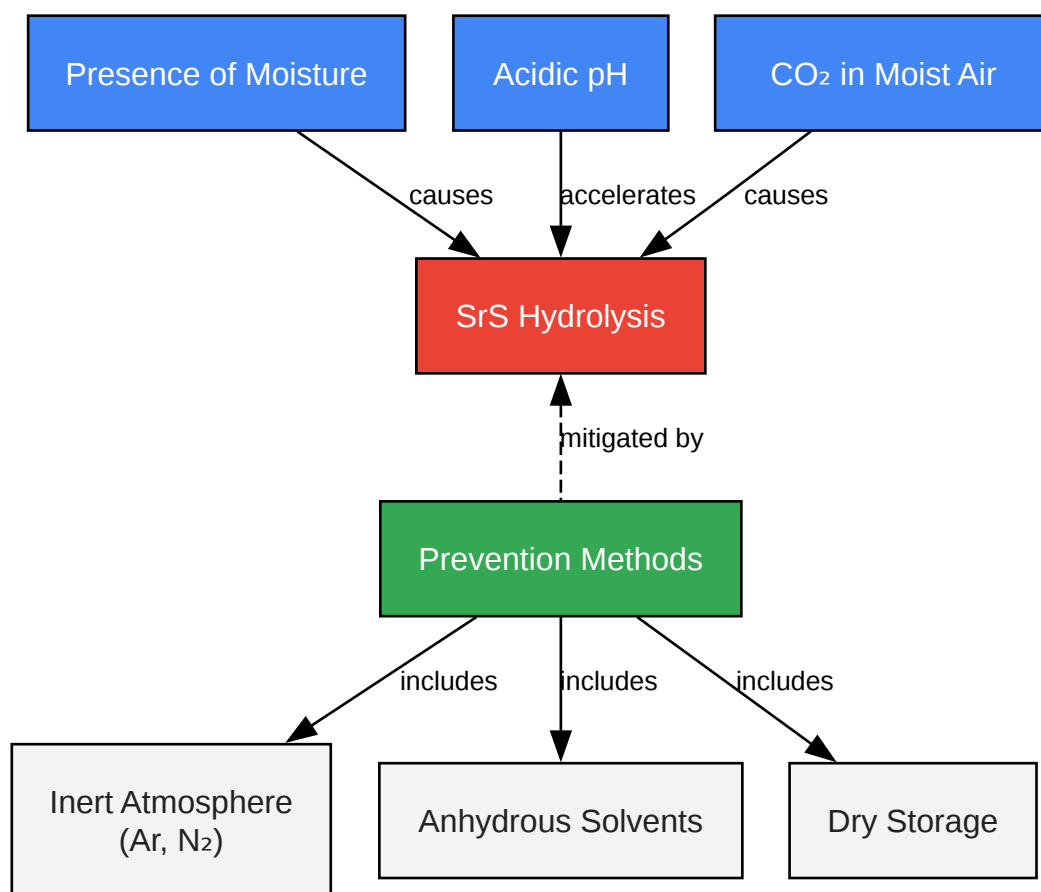 Presence of Moisture
Acidic pH
CO₂ in Moist Air
causes
accelerates
causes
SrS Hydrolysis
mitigated by
Prevention Methods
includes
includes
includes
Inert Atmosphere
(Ar, N₂)
Anhydrous Solvents
Dry Storage